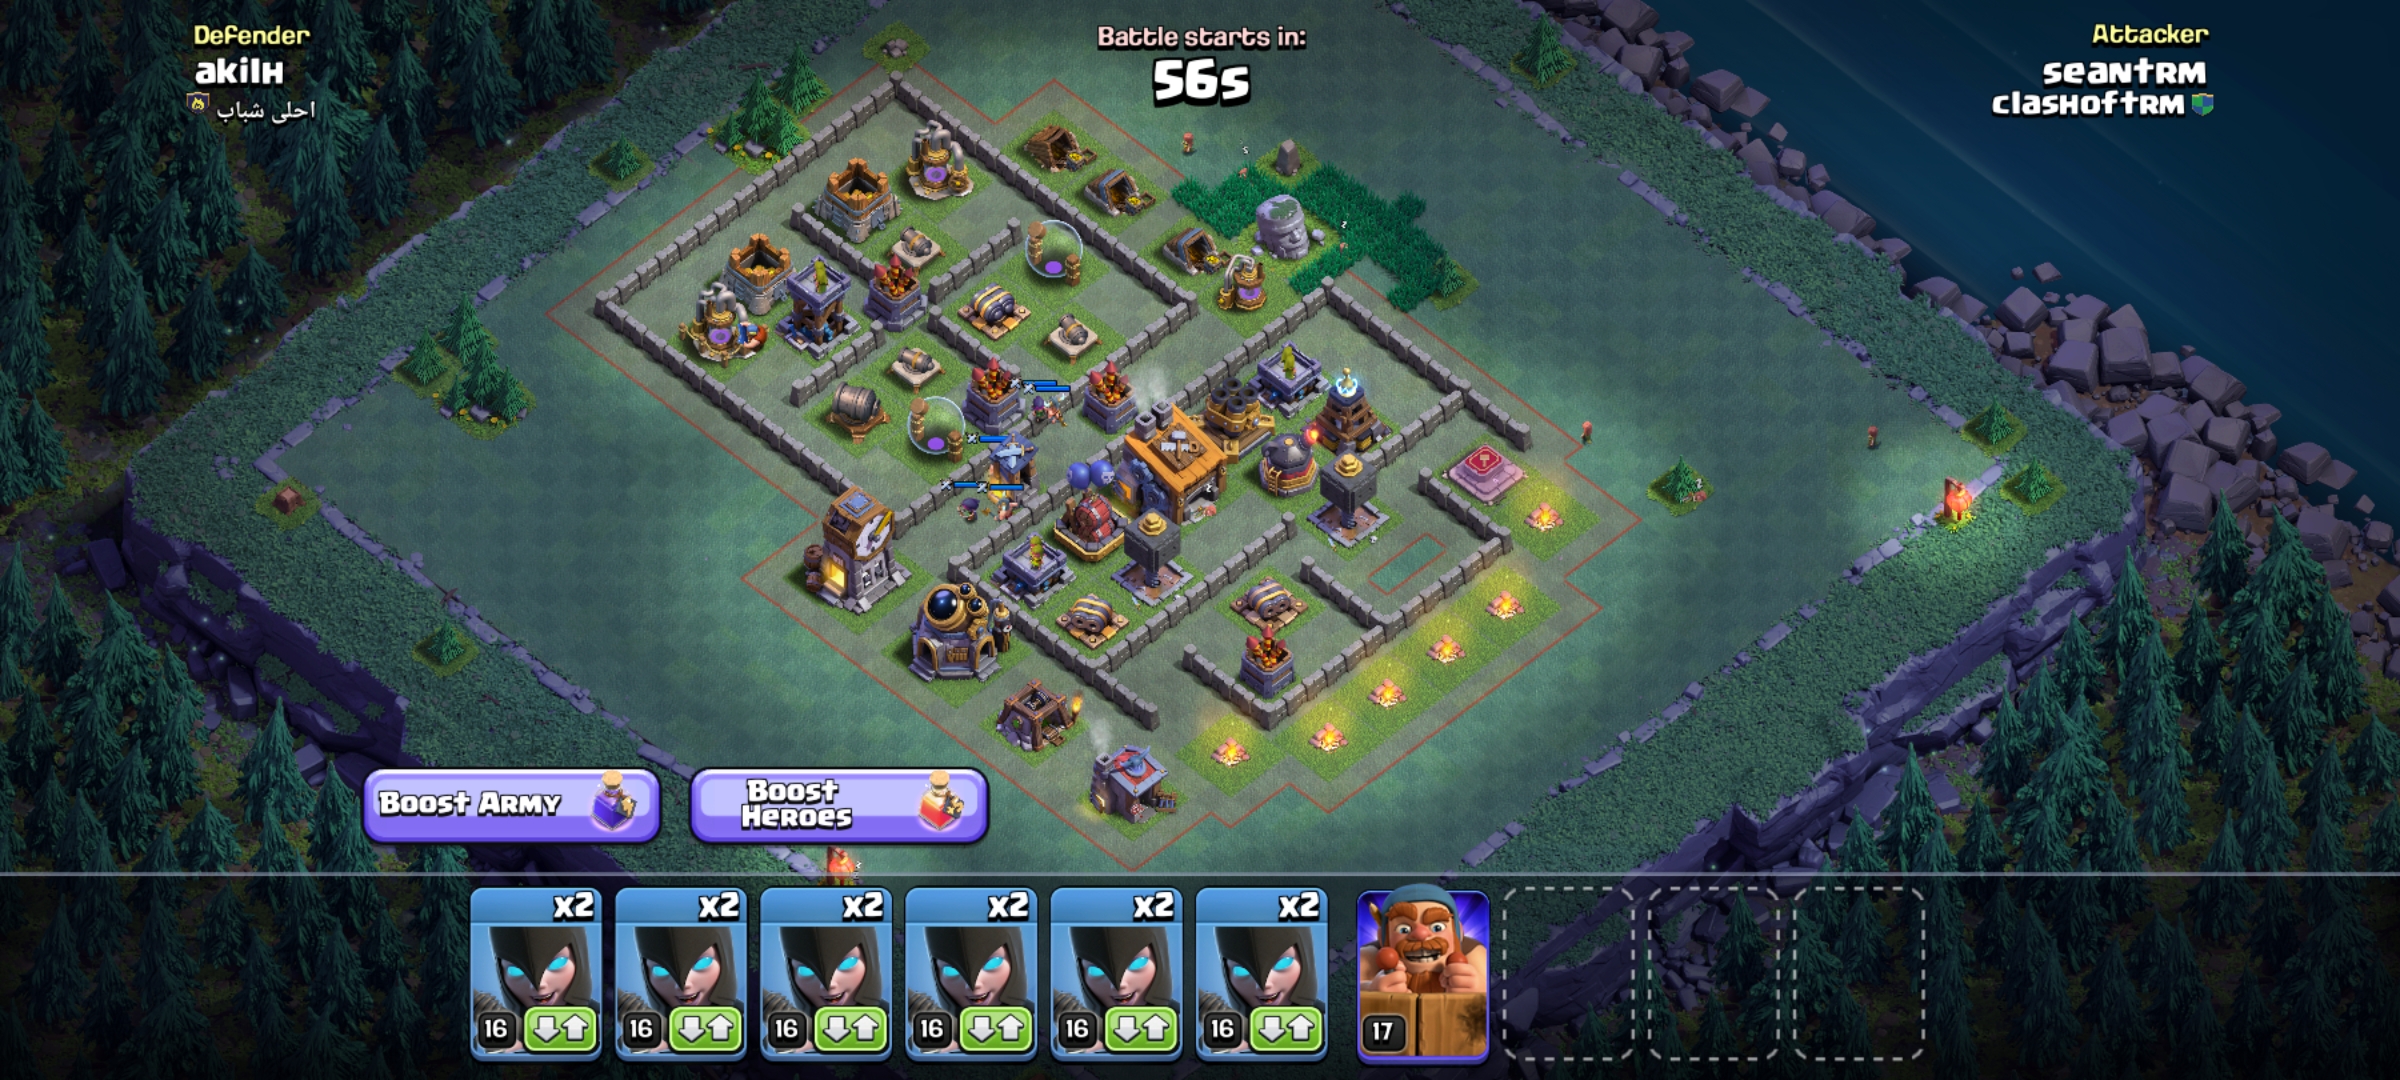 Defender
akilH
احلى شباب
Battle starts in:
56s
Attacker
seantRM
clasHoftRM
Boost Army
Boost Heroes
x2
x2
x2
x2
x2
x2
16
16
16
16
16
16
17